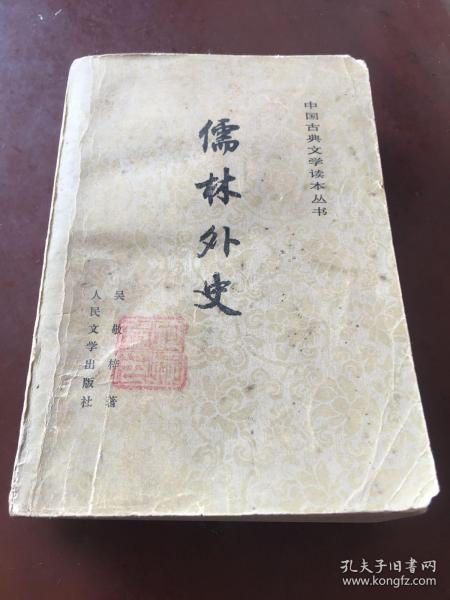 中国古典文学读本丛书
儒林外史
吴敬梓著
人民文学出版社
孔夫子旧书网
www.kongfz.com